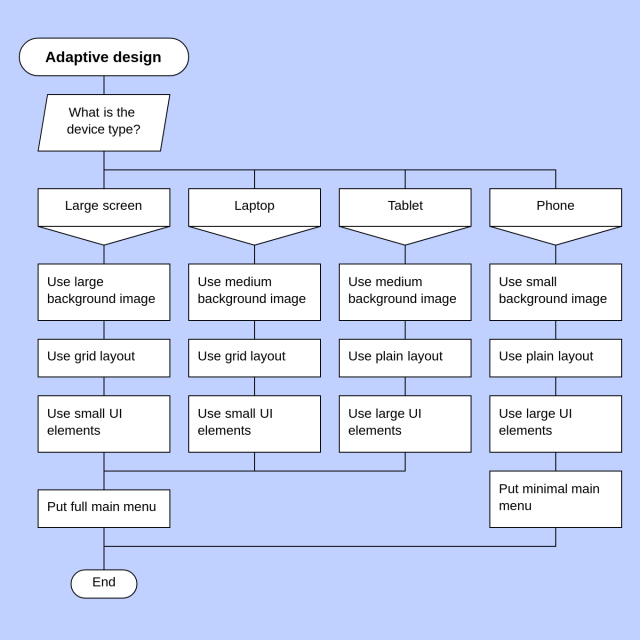 Adaptive design
What is the
device type?
Large screen
Laptop
Tablet
Phone
Use large
background image
Use medium
background image
Use medium
background image
Use small
background image
Use grid layout
Use grid layout
Use plain layout
Use plain layout
Use small UI
elements
Use small UI
elements
Use large UI
elements
Use large UI
elements
Put full main menu
Put minimal main
menu
End